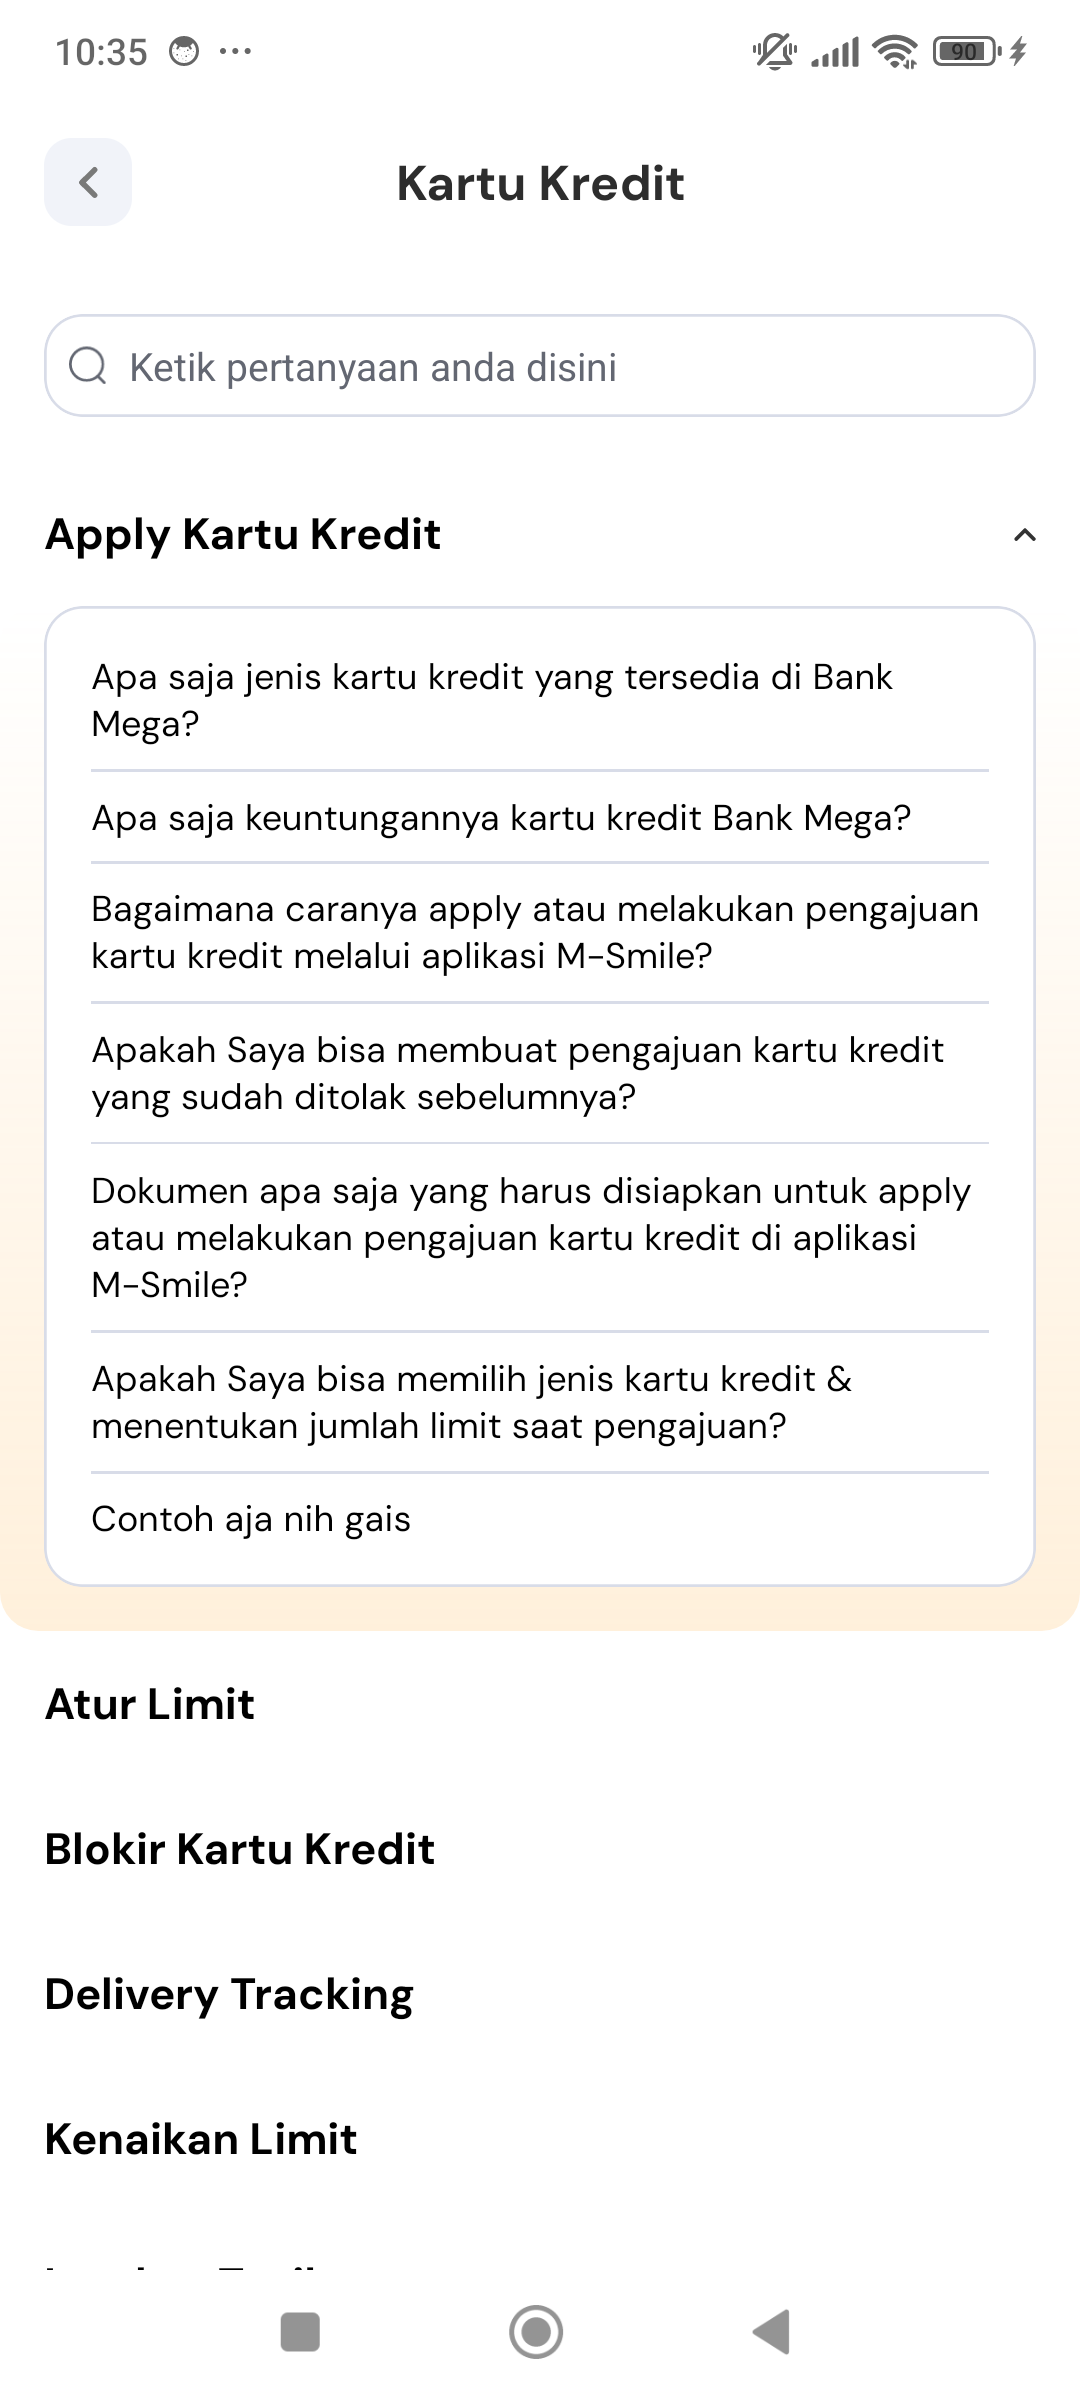 10:35
90
Kartu Kredit
Ketik pertanyaan anda disini
Apply Kartu Kredit
Apa saja jenis kartu kredit yang tersedia di Bank
Mega?
Apa saja keuntungannya kartu kredit Bank Mega?
Bagaimana caranya apply atau melakukan pengajuan
kartu kredit melalui aplikasi M-Smile?
Apakah Saya bisa membuat pengajuan kartu kredit
yang sudah ditolak sebelumnya?
Dokumen apa saja yang harus disiapkan untuk apply
atau melakukan pengajuan kartu kredit di aplikasi
M-Smile?
Apakah Saya bisa memilih jenis kartu kredit &
menentukan jumlah limit saat pengajuan?
Contoh aja nih gais
Atur Limit
Blokir Kartu Kredit
Delivery Tracking
Kenaikan Limit